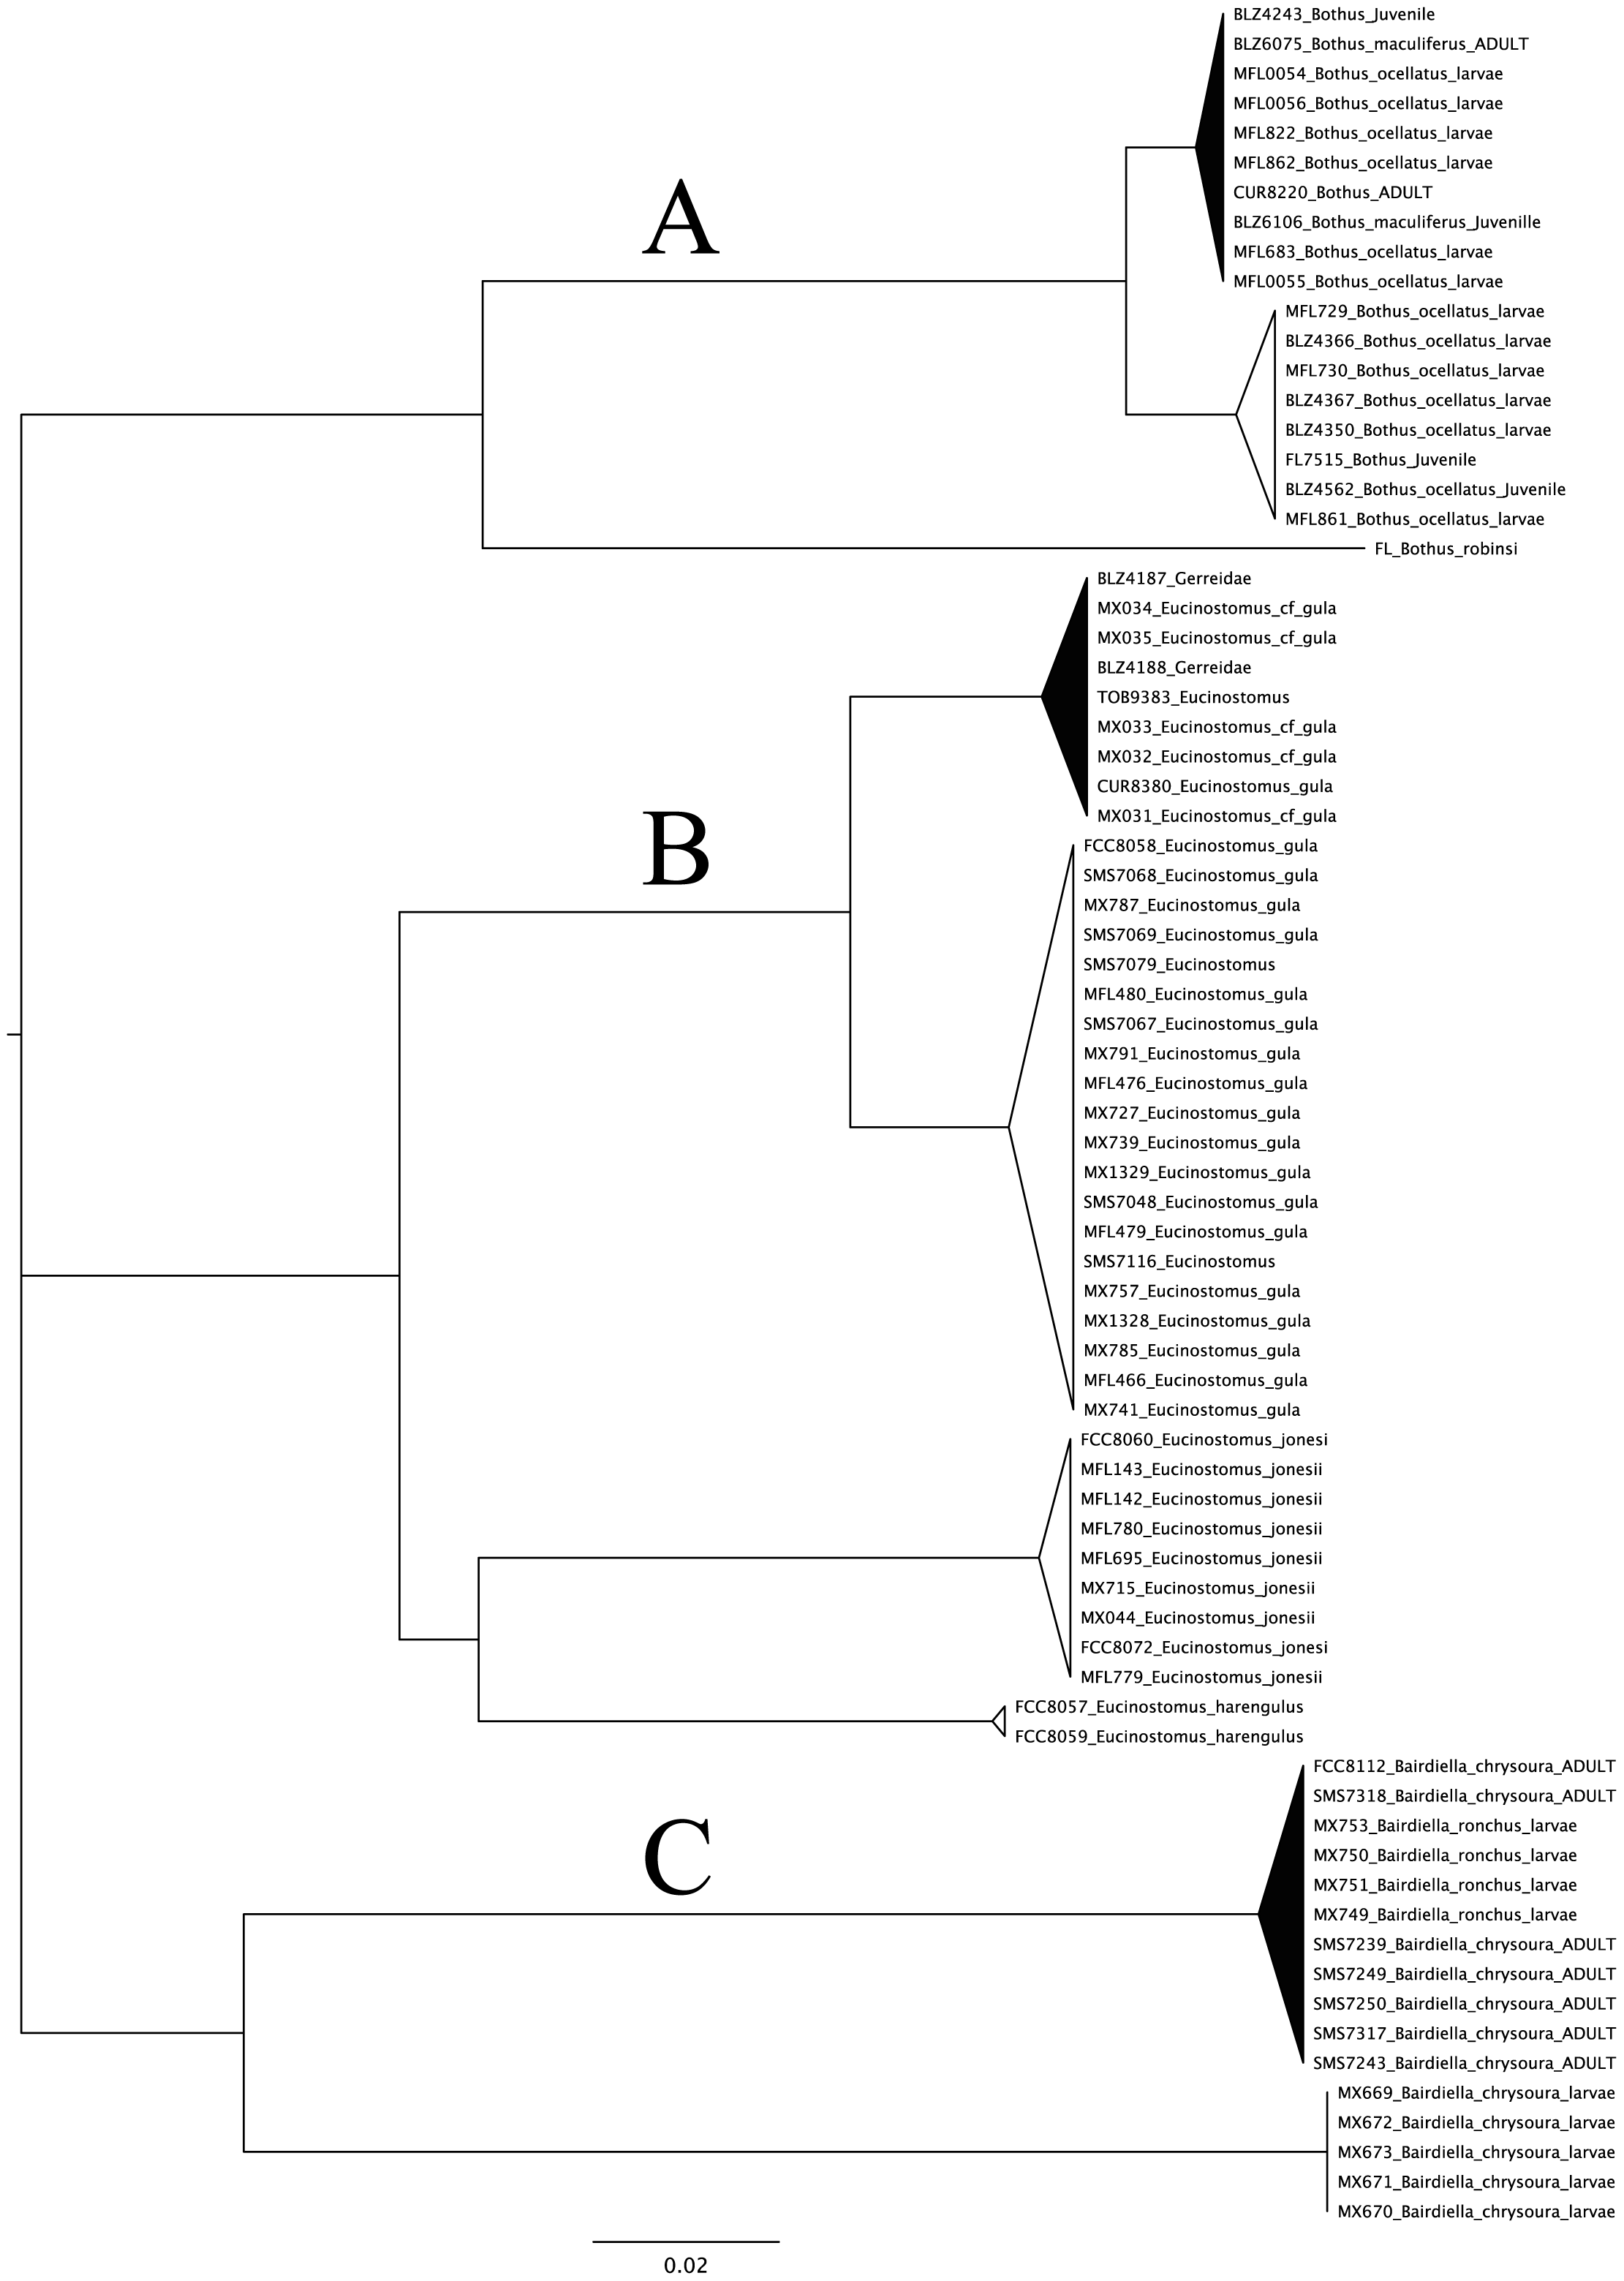 BLZ4243_Bothus_Juvenile
BLZ6075_Bothus_maculiferus_ADULT
MFL0054_Bothus_ocellatus_larvae
MFL0056_Bothus_ocellatus_larvae
MFL822_Bothus_ocellatus_larvae
MFL862_Bothus_ocellatus_larvae
A
CUR8220_Bothus_ADULT
BLZ6106_Bothus_maculiferus_Juvenille
MFL683_Bothus_ocellatus_larvae
MFL0055_Bothus_ocellatus_larvae
MFL729_Bothus_ocellatus_larvae
BLZ4366_Bothus_ocellatus_larvae
MFL730_Bothus_ocellatus_larvae
BLZ4367_Bothus_ocellatus_larvae
BLZ4350_Bothus_ocellatus_larvae
FL7515_Bothus_Juvenile
BLZ4562_Bothus_ocellatus_Juvenile
MFL861_Bothus_ocellatus_larvae
FL_Bothus_robinsi
BLZ4187_Gerreidae
MX034_Eucinostomus_cf_gula
MX035_Eucinostomus_cf_gula
BLZ4188_Gerreidae
TOB9383_Eucinostomus
MX033_Eucinostomus_cf_gula
MX032_Eucinostomus_cf_gula
CUR8380_Eucinostomus_gula
MX031_Eucinostomus_cf_gula
B
FCC8058_Eucinostomus_gula
SMS7068_Eucinostomus_gula
MX787_Eucinostomus_gula
SMS7069_Eucinostomus_gula
SMS7079_Eucinostomus
MFL480_Eucinostomus_gula
SMS7067_Eucinostomus_gula
MX791_Eucinostomus_gula
MFL476_Eucinostomus_gula
MX727_Eucinostomus_gula
MX739_Eucinostomus_gula
MX1329_Eucinostomus_gula
SMS7048_Eucinostomus_gula
MFL479_Eucinostomus_gula
SMS7116_Eucinostomus
MX757_Eucinostomus_gula
MX1328_Eucinostomus_gula
MX785_Eucinostomus_gula
MFL466_Eucinostomus_gula
MX741_Eucinostomus_gula
FCC8060_Eucinostomus_jonesi
MFL143_Eucinostomus_jonesii
MFL142_Eucinostomus_jonesii
MFL780_Eucinostomus_jonesii
MFL695_Eucinostomus_jonesii
MX715_Eucinostomus_jonesii
MX044_Eucinostomus_jonesii
FCC8072_Eucinostomus_jonesi
MFL779_Eucinostomus_jonesii
FCC8057_Eucinostomus_harengulus
FCC8059_Eucinostomus_harengulus
FCC8112_Bairdiella_chrysoura_ADULT
SMS7318_Bairdiella_chrysoura_ADULT
MX753_Bairdiella_ronchus_larvae
C
MX750_Bairdiella_ronchus_larvae
MX751_Bairdiella_ronchus_larvae
MX749_Bairdiella_ronchus_larvae
SMS7239_Bairdiella_chrysoura_ADULT
SMS7249_Bairdiella_chrysoura_ADULT
SMS7250_Bairdiella_chrysoura_ADULT
SMS7317_Bairdiella_chrysoura_ADULT
SMS7243_Bairdiella_chrysoura_ADULT
MX669_Bairdiella_chrysoura_larvae
MX672_Bairdiella_chrysoura_larvae
MX673_Bairdiella_chrysoura_larvae
MX671_Bairdiella_chrysoura_larvae
MX670_Bairdiella_chrysoura_larvae
0.02